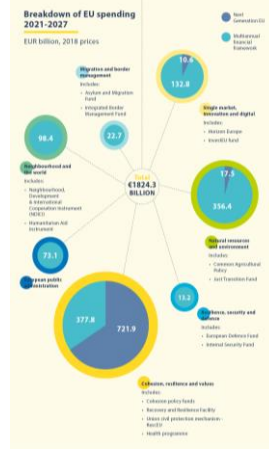 Breakdown of EU spending
2021-2027
EUR billion, 2018 prices
Next
Generation EU
Multiannual
financial
framework
10.6
132.8
Migration and border
management
Includes:
• Asylum and Migration
Fund
• Integrated Border
Management Fund
22.7
Single market,
innovation and digital
Includes:
• Horizon Europe
• InvestEU fund
98.4
Neighbourhood and
the world
Includes:
• Neighbourhood,
Development
& International
Cooperation Instrument
(NDICI)
• Humanitarian Aid
Instrument
Total
€1824.3
BILLION
17.5
356.4
Natural resources
and environment
Includes:
• Common Agricultural
Policy
• Just Transition Fund
73.1
European public
administration
13.2
Resilience, security and
defence
Includes:
• European Defence Fund
• Internal Security Fund
377.8
721.9
Cohesion, resilience and values
Includes:
• Cohesion policy funds
• Recovery and Resilience Facility
• Union civil protection mechanism -
RescEU
• Health programme